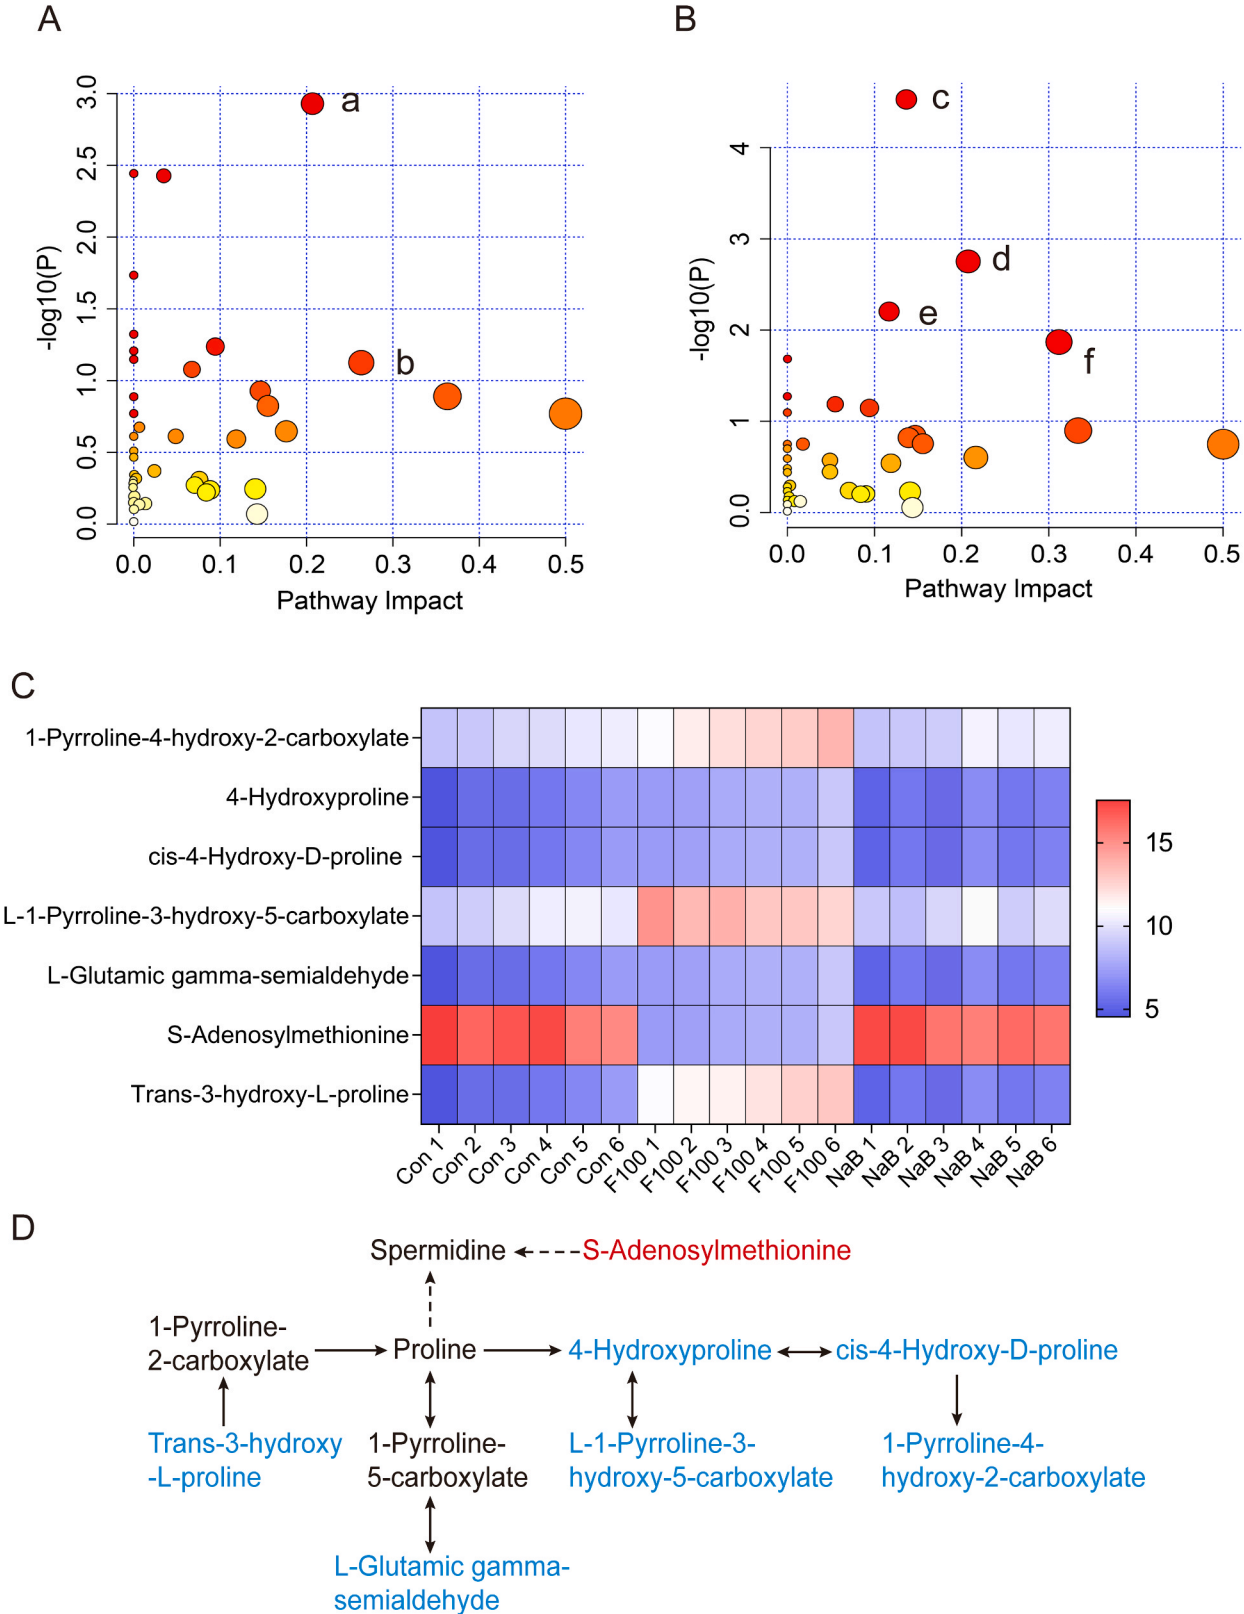 A
B
3.0
2.5
2.0
1.5
1.0
0.5
0.0
-log10(P)
a
b
0.0 0.1 0.2 0.3 0.4 0.5
Pathway Impact
4
3
2
1
0.0
-log10(P)
c
d
e
f
0.0 0.1 0.2 0.3 0.4 0.5
Pathway Impact
C
1-Pyrroline-4-hydroxy-2-carboxylate
4-Hydroxyproline
cis-4-Hydroxy-D-proline
L-1-Pyrroline-3-hydroxy-5-carboxylate
L-Glutamic gamma-semialdehyde
S-Adenosylmethionine
Trans-3-hydroxy-L-proline
Con 1 Con 2 Con 3 Con 4 Con 5 Con 6 F100 1 F100 2 F100 3 F100 4 F100 5 F100 6 NaB 1 NaB 2 NaB 3 NaB 4 NaB 5 NaB 6
15
10
5
D
Spermidine
S-Adenosylmethionine
1-Pyrroline-
2-carboxylate
Proline
4-Hydroxyproline
cis-4-Hydroxy-D-proline
Trans-3-hydroxy
-L-proline
1-Pyrroline-
5-carboxylate
L-1-Pyrroline-3-
hydroxy-5-carboxylate
1-Pyrroline-4-
hydroxy-2-carboxylate
L-Glutamic gamma-
semialdehyde